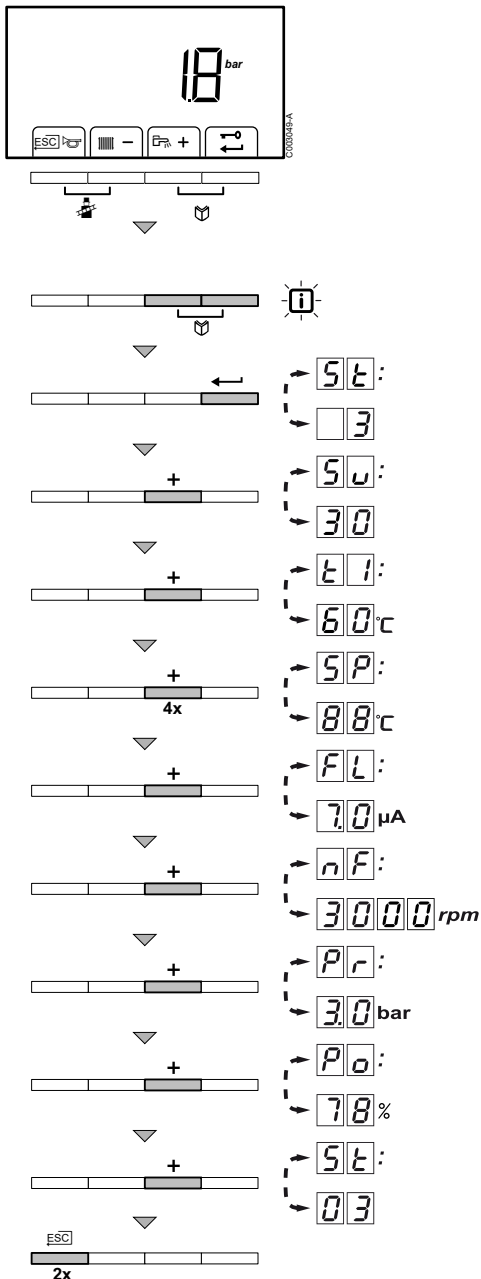 1.8 bar
ESC - +
C003049-A
i
St:
3
+
Su:
30
+
t1:
60°C
+
4x
SP:
88°C
+
FL:
7.0 µA
+
nF:
3000 rpm
+
Pr:
3.0 bar
+
Po:
78%
+
St:
03
ESC
2x